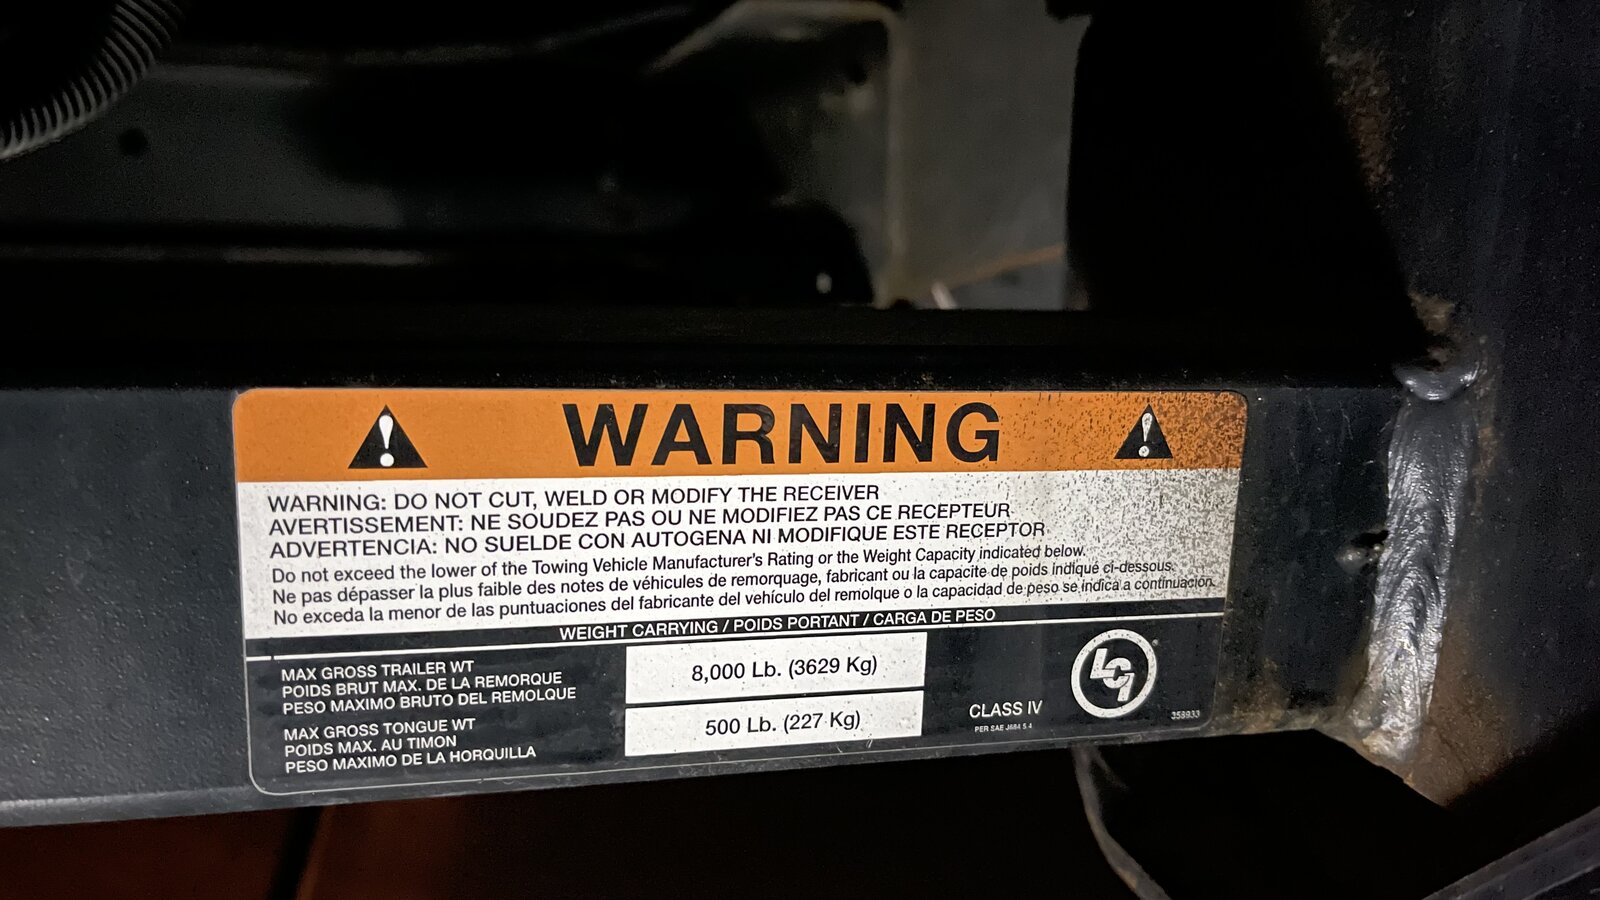 WARNING
WARNING: DO NOT CUT, WELD OR MODIFY THE RECEIVER
AVERTISSEMENT: NE SOUDEZ PAS OU NE MODIFIEZ PAS CE RECEPTEUR
ADVERTENCIA: NO SUELDE CON AUTOGENA NI MODIFIQUE ESTE RECEPTOR
Do not exceed the lower of the Towing Vehicle Manufacturer's Rating or the Weight Capacity indicated below.
Ne pas dépasser la plus faible des notes de véhicules de remorquage, fabricant ou la capacite de poids indiqué ci-dessous.
No exceda la menor de las puntuaciones del fabricante del vehículo del remolque o la capacidad de peso se indica a continuación.
WEIGHT CARRYING / POIDS PORTANT / CARGA DE PESO
MAX GROSS TRAILER WT
POIDS BRUT MAX. DE LA REMORQUE
PESO MAXIMO BRUTO DEL REMOLQUE
8,000 Lb. (3629 Kg)
MAX GROSS TONGUE WT
POIDS MAX. AU TIMON
PESO MAXIMO DE LA HORQUILLA
500 Lb. (227 Kg)
CLASS IV
PER SAE J684 5.4
LCI
358933